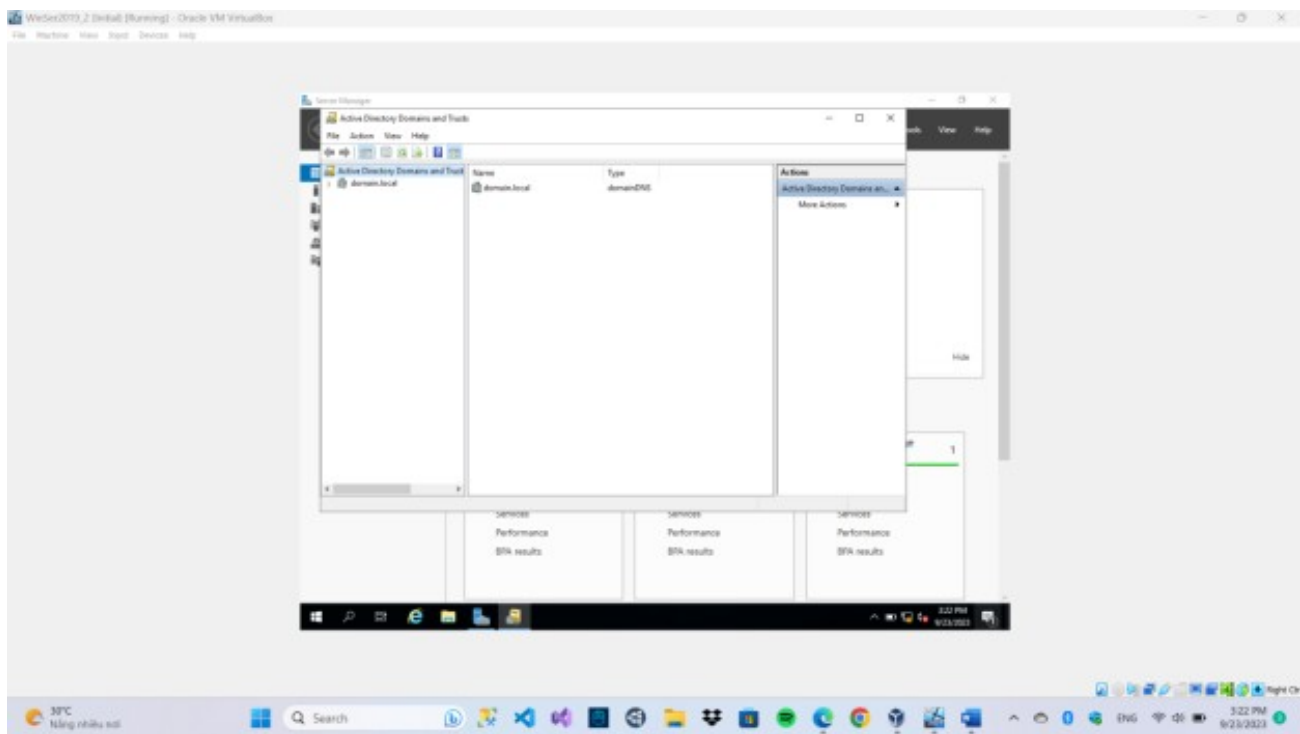 WinSer2019_2 (Initial) [Running] - Oracle VM VirtualBox
File Machine View Input Devices Help
Server Manager
Active Directory Domains and Trusts
View Help
File Action View Help
Active Directory Domains and Trust
domain.local
Name Type
domain.local domainDNS
Actions
Active Directory Domains an...
More Actions
Hide
1
Services Services Services
Performance Performance Performance
BPA results BPA results BPA results
3:22 PM
9/23/2023
30°C
Search
ENG
3:22 PM
9/23/2023